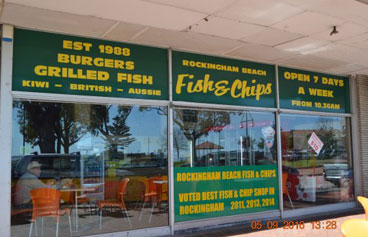 EST 1988
BURGERS
GRILLED FISH
KIWI - BRITISH - AUSSIE
ROCKINGHAM BEACH
Fish & Chips
OPEN 7 DAYS
A WEEK
FROM 10.30AM
ROCKINGHAM BEACH FISH & CHIPS
VOTED BEST FISH & CHIP SHOP IN
ROCKINGHAM 2011, 2013, 2014
05 09 2016 13:28